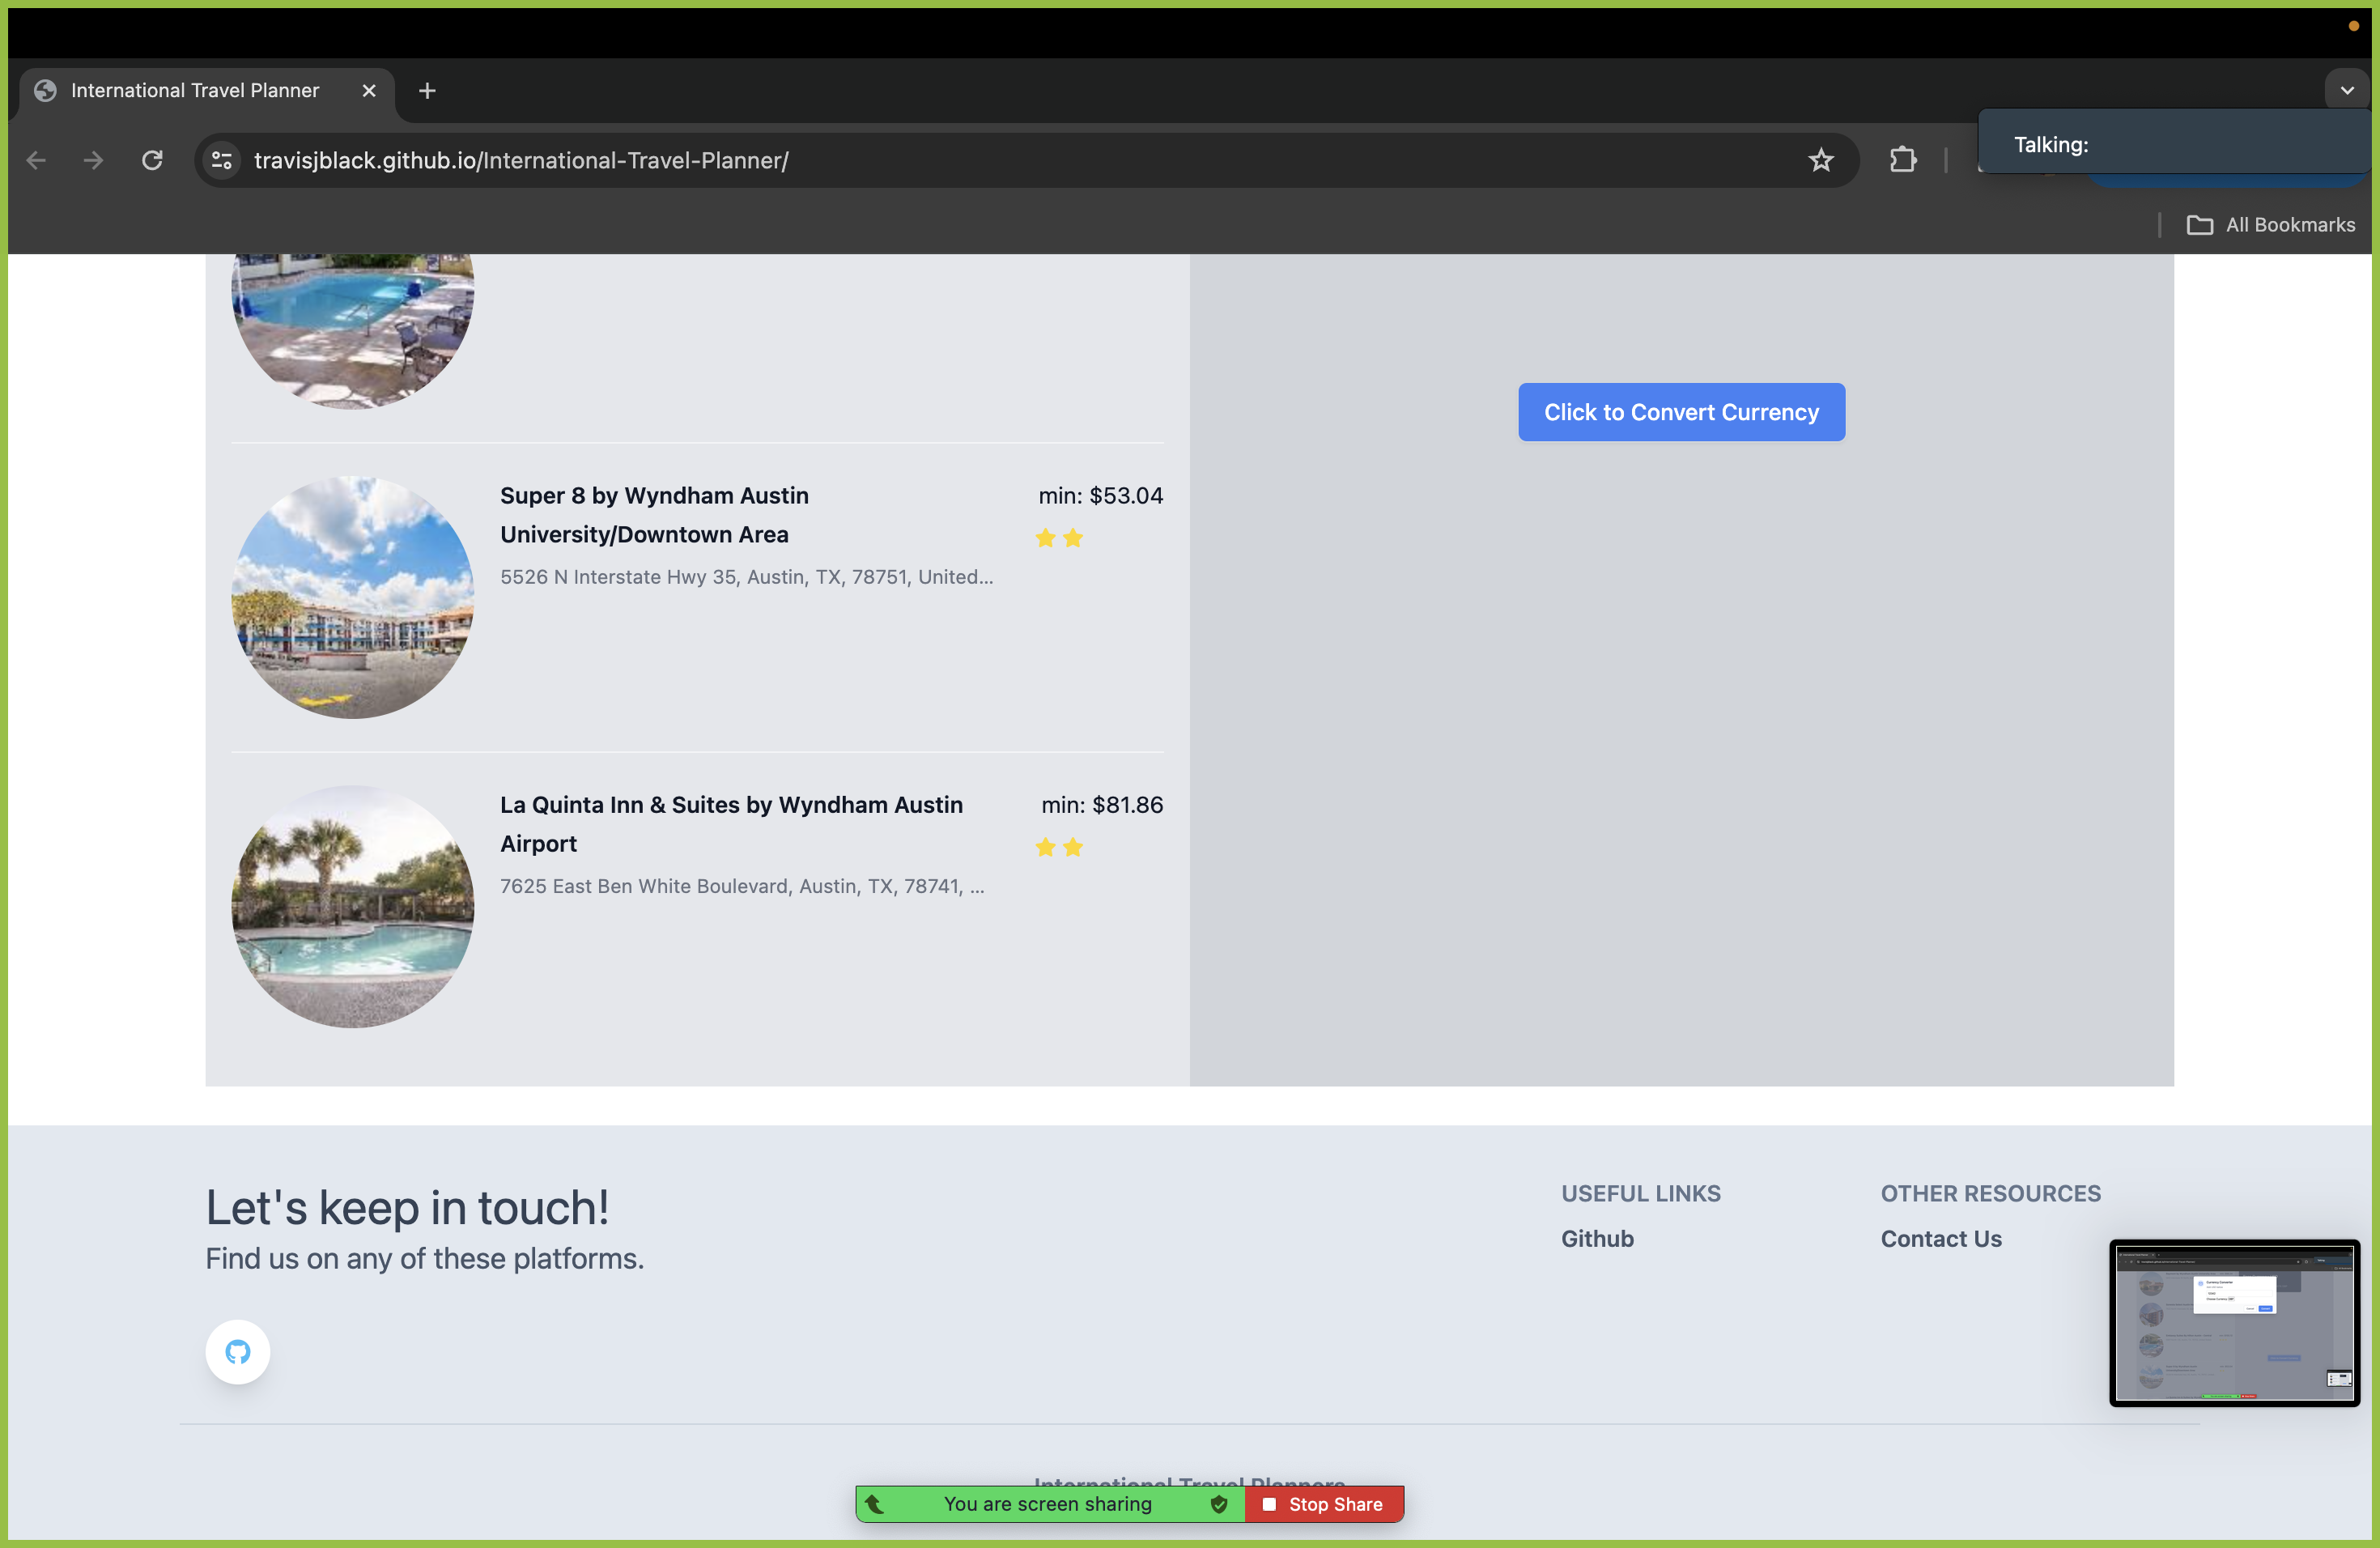 International Travel Planner
Talking:
travisjblack.github.io/International-Travel-Planner/
All Bookmarks
Click to Convert Currency
Super 8 by Wyndham Austin
University/Downtown Area
min: $53.04
5526 N Interstate Hwy 35, Austin, TX, 78751, United...
La Quinta Inn & Suites by Wyndham Austin
Airport
min: $81.86
7625 East Ben White Boulevard, Austin, TX, 78741, ...
Let's keep in touch!
Find us on any of these platforms.
USEFUL LINKS
Github
OTHER RESOURCES
Contact Us
International Travel Planners
You are screen sharing
Stop Share